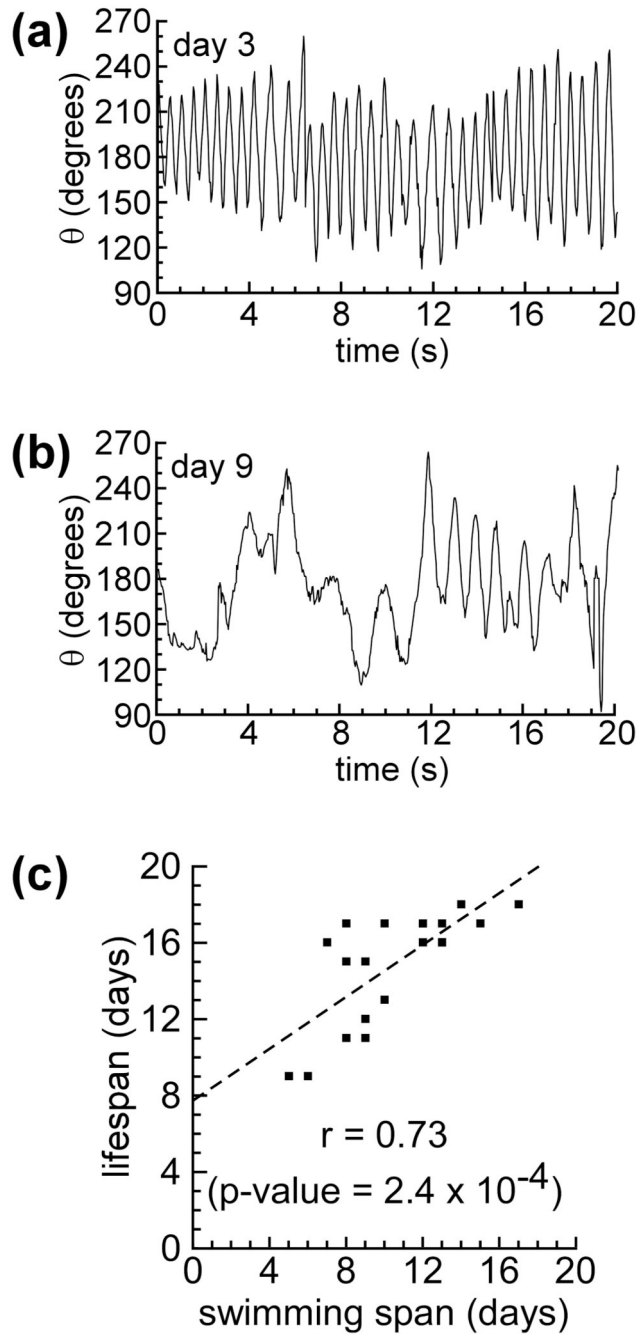 (a)
day 3
270
240
210
180
150
120
90
θ (degrees)
0 4 8 12 16 20
time (s)
(b)
day 9
270
240
210
180
150
120
90
θ (degrees)
0 4 8 12 16 20
time (s)
(c)
20
16
12
8
4
0
lifespan (days)
r = 0.73
(p-value = 2.4 x 10⁻⁴)
0 4 8 12 16 20
swimming span (days)